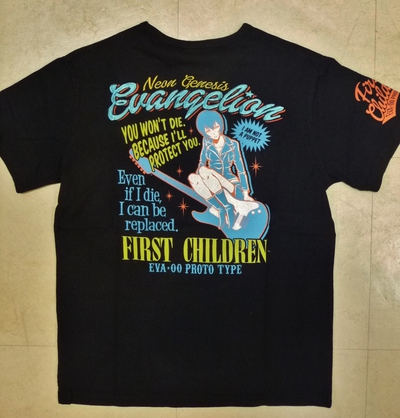 Neon Genesis
Evangelion
YOU WON'T DIE.
BECAUSE I'LL
PROTECT YOU.
I AM NOT
A PUPPET
Even
if I die,
I can be
replaced.
FIRST CHILDREN
EVA-00 PROTO TYPE